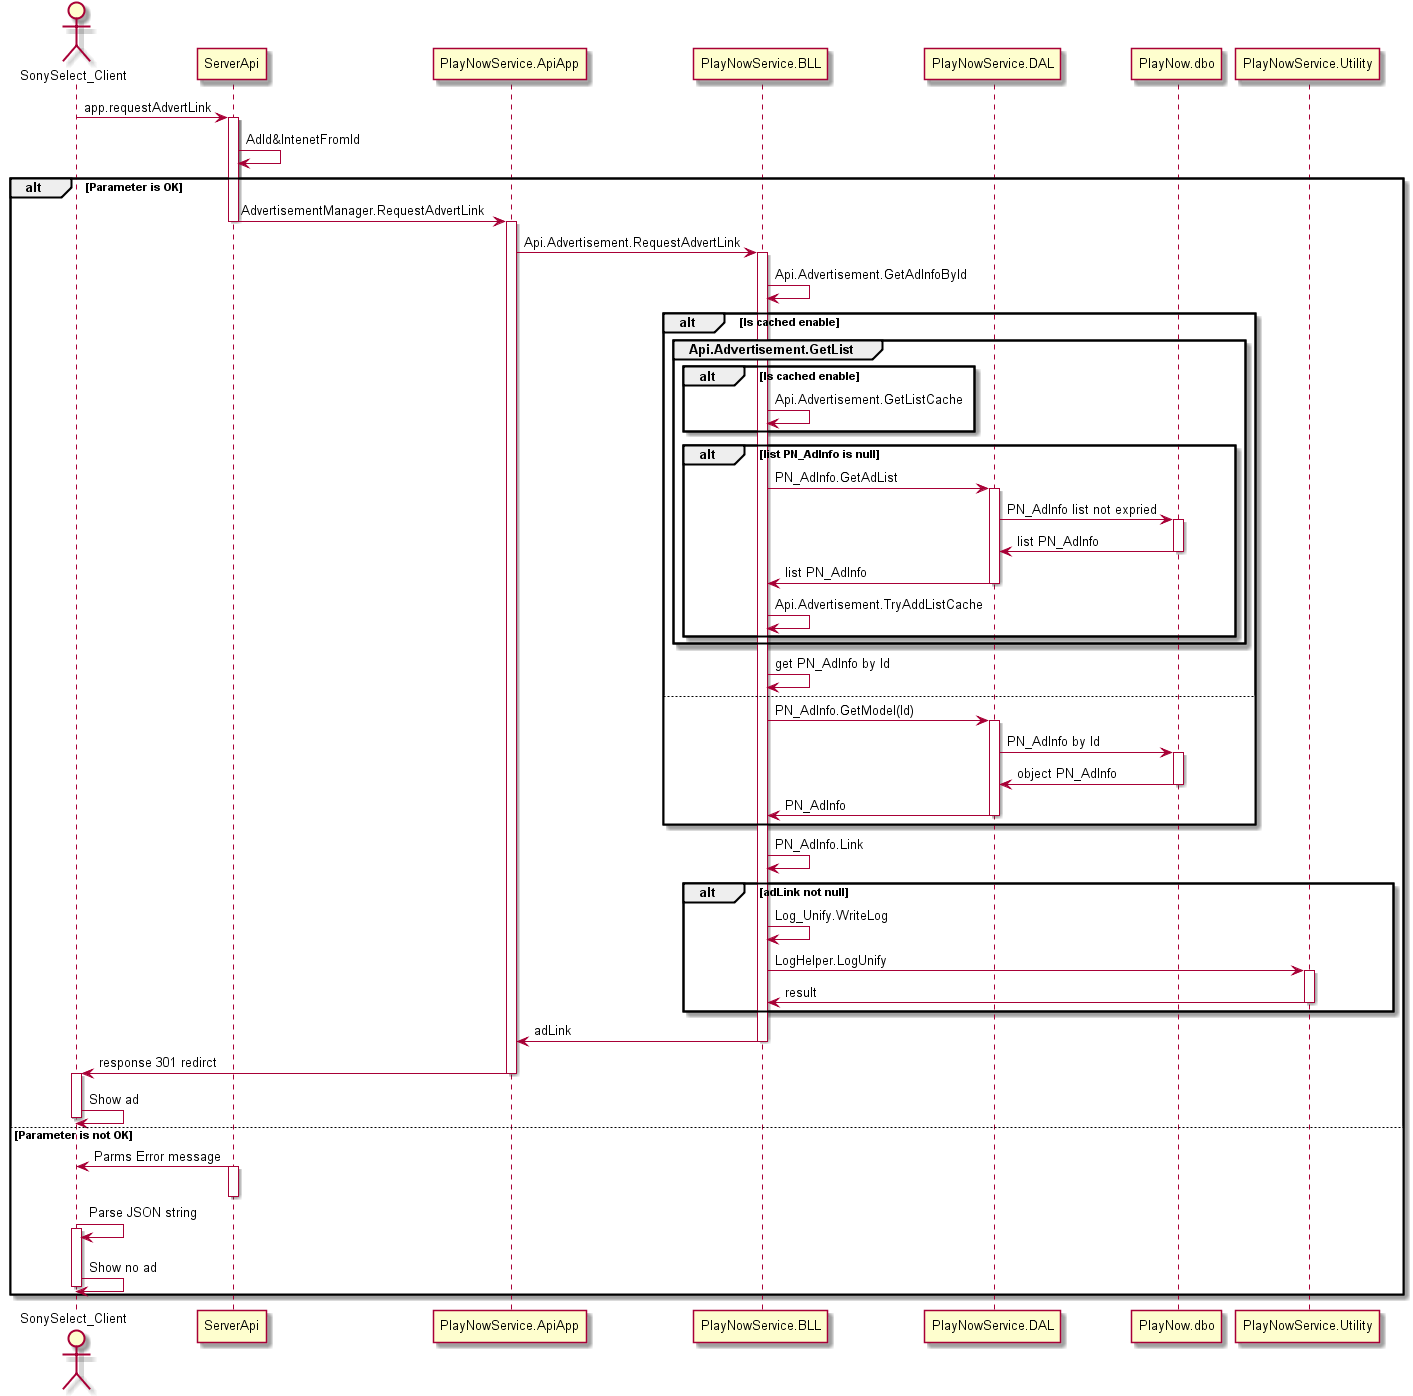 SonySelect_Client
ServerApi
PlayNowService.ApiApp
PlayNowService.BLL
PlayNowService.DAL
PlayNow.dbo
PlayNowService.Utility
app.requestAdvertLink
AdId&IntenetFromId
alt
[Parameter is OK]
AdvertisementManager.RequestAdvertLink
Api.Advertisement.RequestAdvertLink
Api.Advertisement.GetAdInfoById
alt
[Is cached enable]
Api.Advertisement.GetList
alt
[Is cached enable]
Api.Advertisement.GetListCache
alt
[list PN_AdInfo is null]
PN_AdInfo.GetAdList
PN_AdInfo list not expried
list PN_AdInfo
list PN_AdInfo
Api.Advertisement.TryAddListCache
get PN_AdInfo by Id
PN_AdInfo.GetModel(Id)
PN_AdInfo by Id
object PN_AdInfo
PN_AdInfo
PN_AdInfo.Link
alt
[adLink not null]
Log_Unify.WriteLog
LogHelper.LogUnify
result
adLink
response 301 redirct
Show ad
[Parameter is not OK]
Parms Error message
Parse JSON string
Show no ad
SonySelect_Client
ServerApi
PlayNowService.ApiApp
PlayNowService.BLL
PlayNowService.DAL
PlayNow.dbo
PlayNowService.Utility